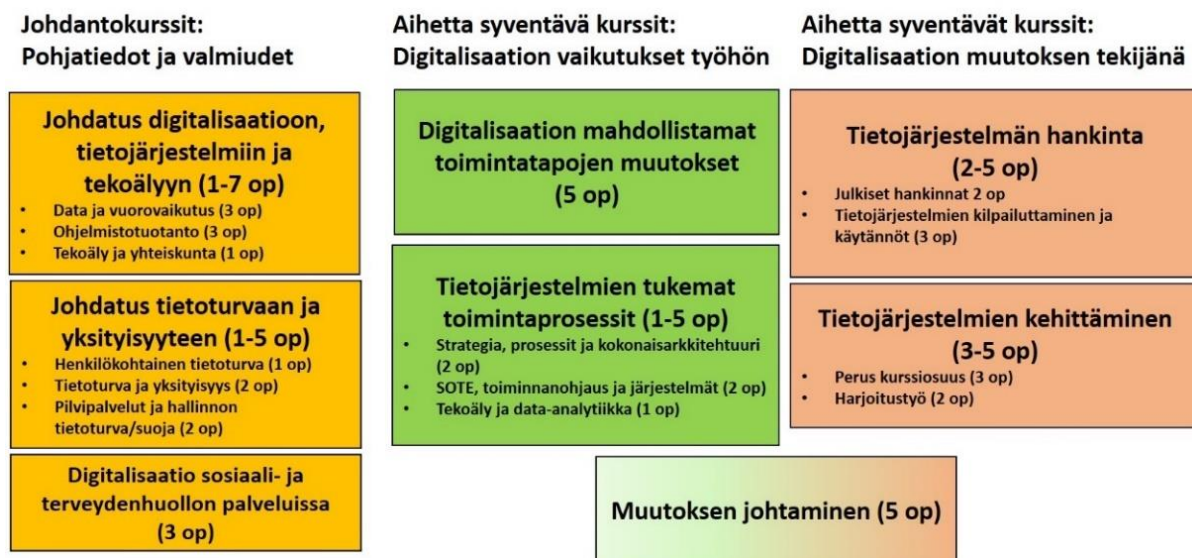 Johdantokurssit:
Pohjatiedot ja valmiudet
Johdatus digitalisaatioon,
tietojärjestelmiin ja
tekoälyyn (1-7 op)
• Data ja vuorovaikutus (3 op)
• Ohjelmistotuotanto (3 op)
• Tekoäly ja yhteiskunta (1 op)
Johdatus tietoturvaan ja
yksityisyyteen (1-5 op)
• Henkilökohtainen tietoturva (1 op)
• Tietoturva ja yksityisyys (2 op)
• Pilvipalvelut ja hallinnon
tietoturva/suoja (2 op)
Digitalisaatio sosiaali- ja
terveydenhuollon palveluissa
(3 op)
Aihetta syventävä kurssit:
Digitalisaation vaikutukset työhön
Digitalisaation mahdollistamat
toimintatapojen muutokset
(5 op)
Tietojärjestelmien tukemat
toimintaprosessit (1-5 op)
• Strategia, prosessit ja kokonaisarkkitehtuuri
(2 op)
• SOTE, toiminnanohjaus ja järjestelmät (2 op)
• Tekoäly ja data-analytiikka (1 op)
Aihetta syventävät kurssit:
Digitalisaation muutoksen tekijänä
Tietojärjestelmän hankinta
(2-5 op)
• Julkiset hankinnat 2 op
• Tietojärjestelmien kilpailuttaminen ja
käytännöt (3 op)
Tietojärjestelmien kehittäminen
(3-5 op)
• Perus kurssiosuus (3 op)
• Harjoitustyö (2 op)
Muutoksen johtaminen (5 op)